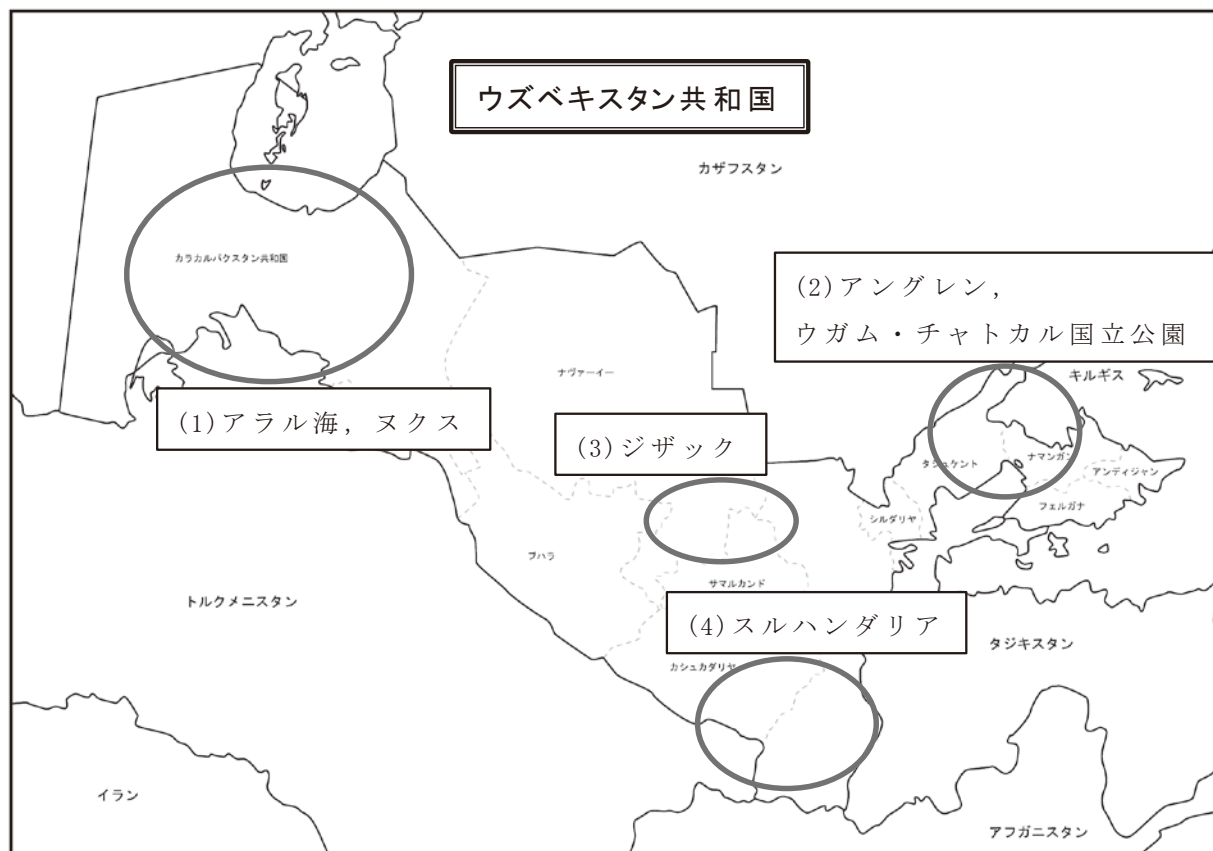 ウズベキスタン共和国
カザフスタン
カラカルパクスタン共和国
(2)アングレン,
ウガム・チャトカル国立公園
キルギス
ナヴァーイー
(1)アラル海, ヌクス
(3)ジザック
タシュケント
ナマンガン
アンディジャン
フェルガナ
シルダリヤ
ブハラ
サマルカンド
トルクメニスタン
(4)スルハンダリア
タジキスタン
カシュカダリヤ
イラン
アフガニスタン